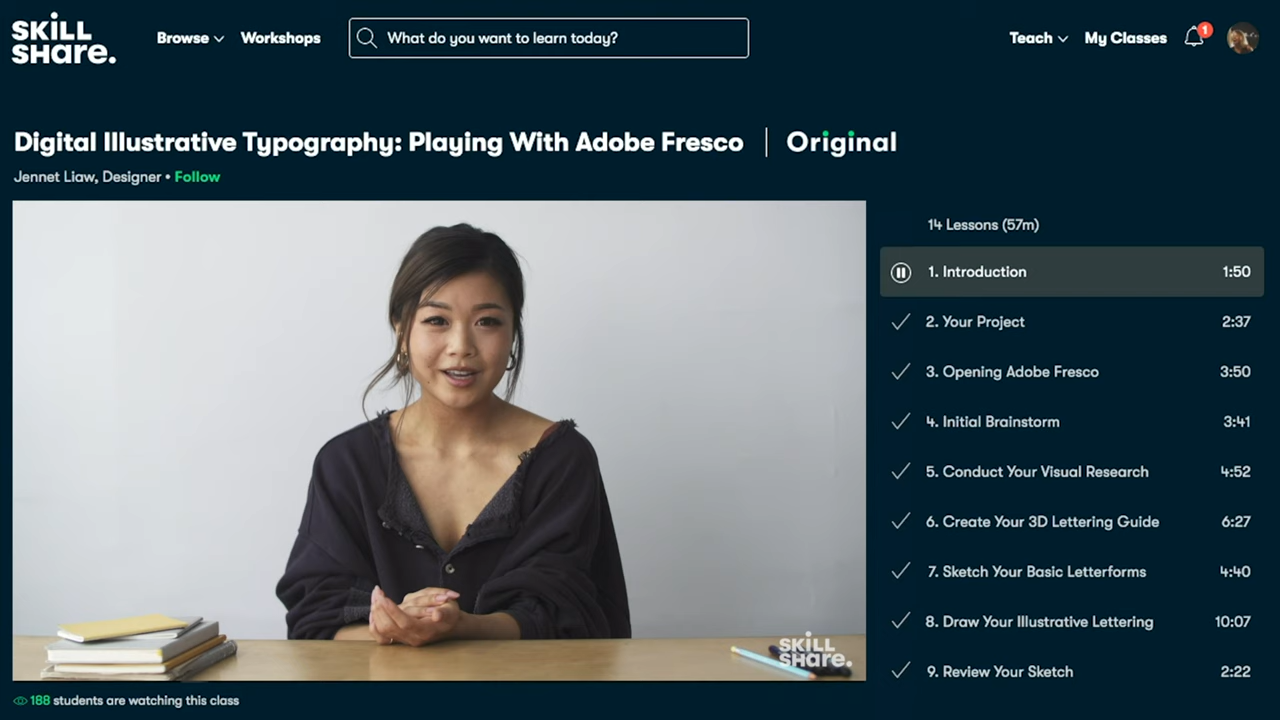 SKiLL
SHare.
Browse
Workshops
What do you want to learn today?
Teach
My Classes
1
Digital Illustrative Typography: Playing With Adobe Fresco | Original
Jennet Liaw, Designer • Follow
14 Lessons (57m)
1. Introduction 1:50
2. Your Project 2:37
3. Opening Adobe Fresco 3:50
4. Initial Brainstorm 3:41
5. Conduct Your Visual Research 4:52
6. Create Your 3D Lettering Guide 6:27
7. Sketch Your Basic Letterforms 4:40
8. Draw Your Illustrative Lettering 10:07
9. Review Your Sketch 2:22
SKiLL
SHare.
188 students are watching this class